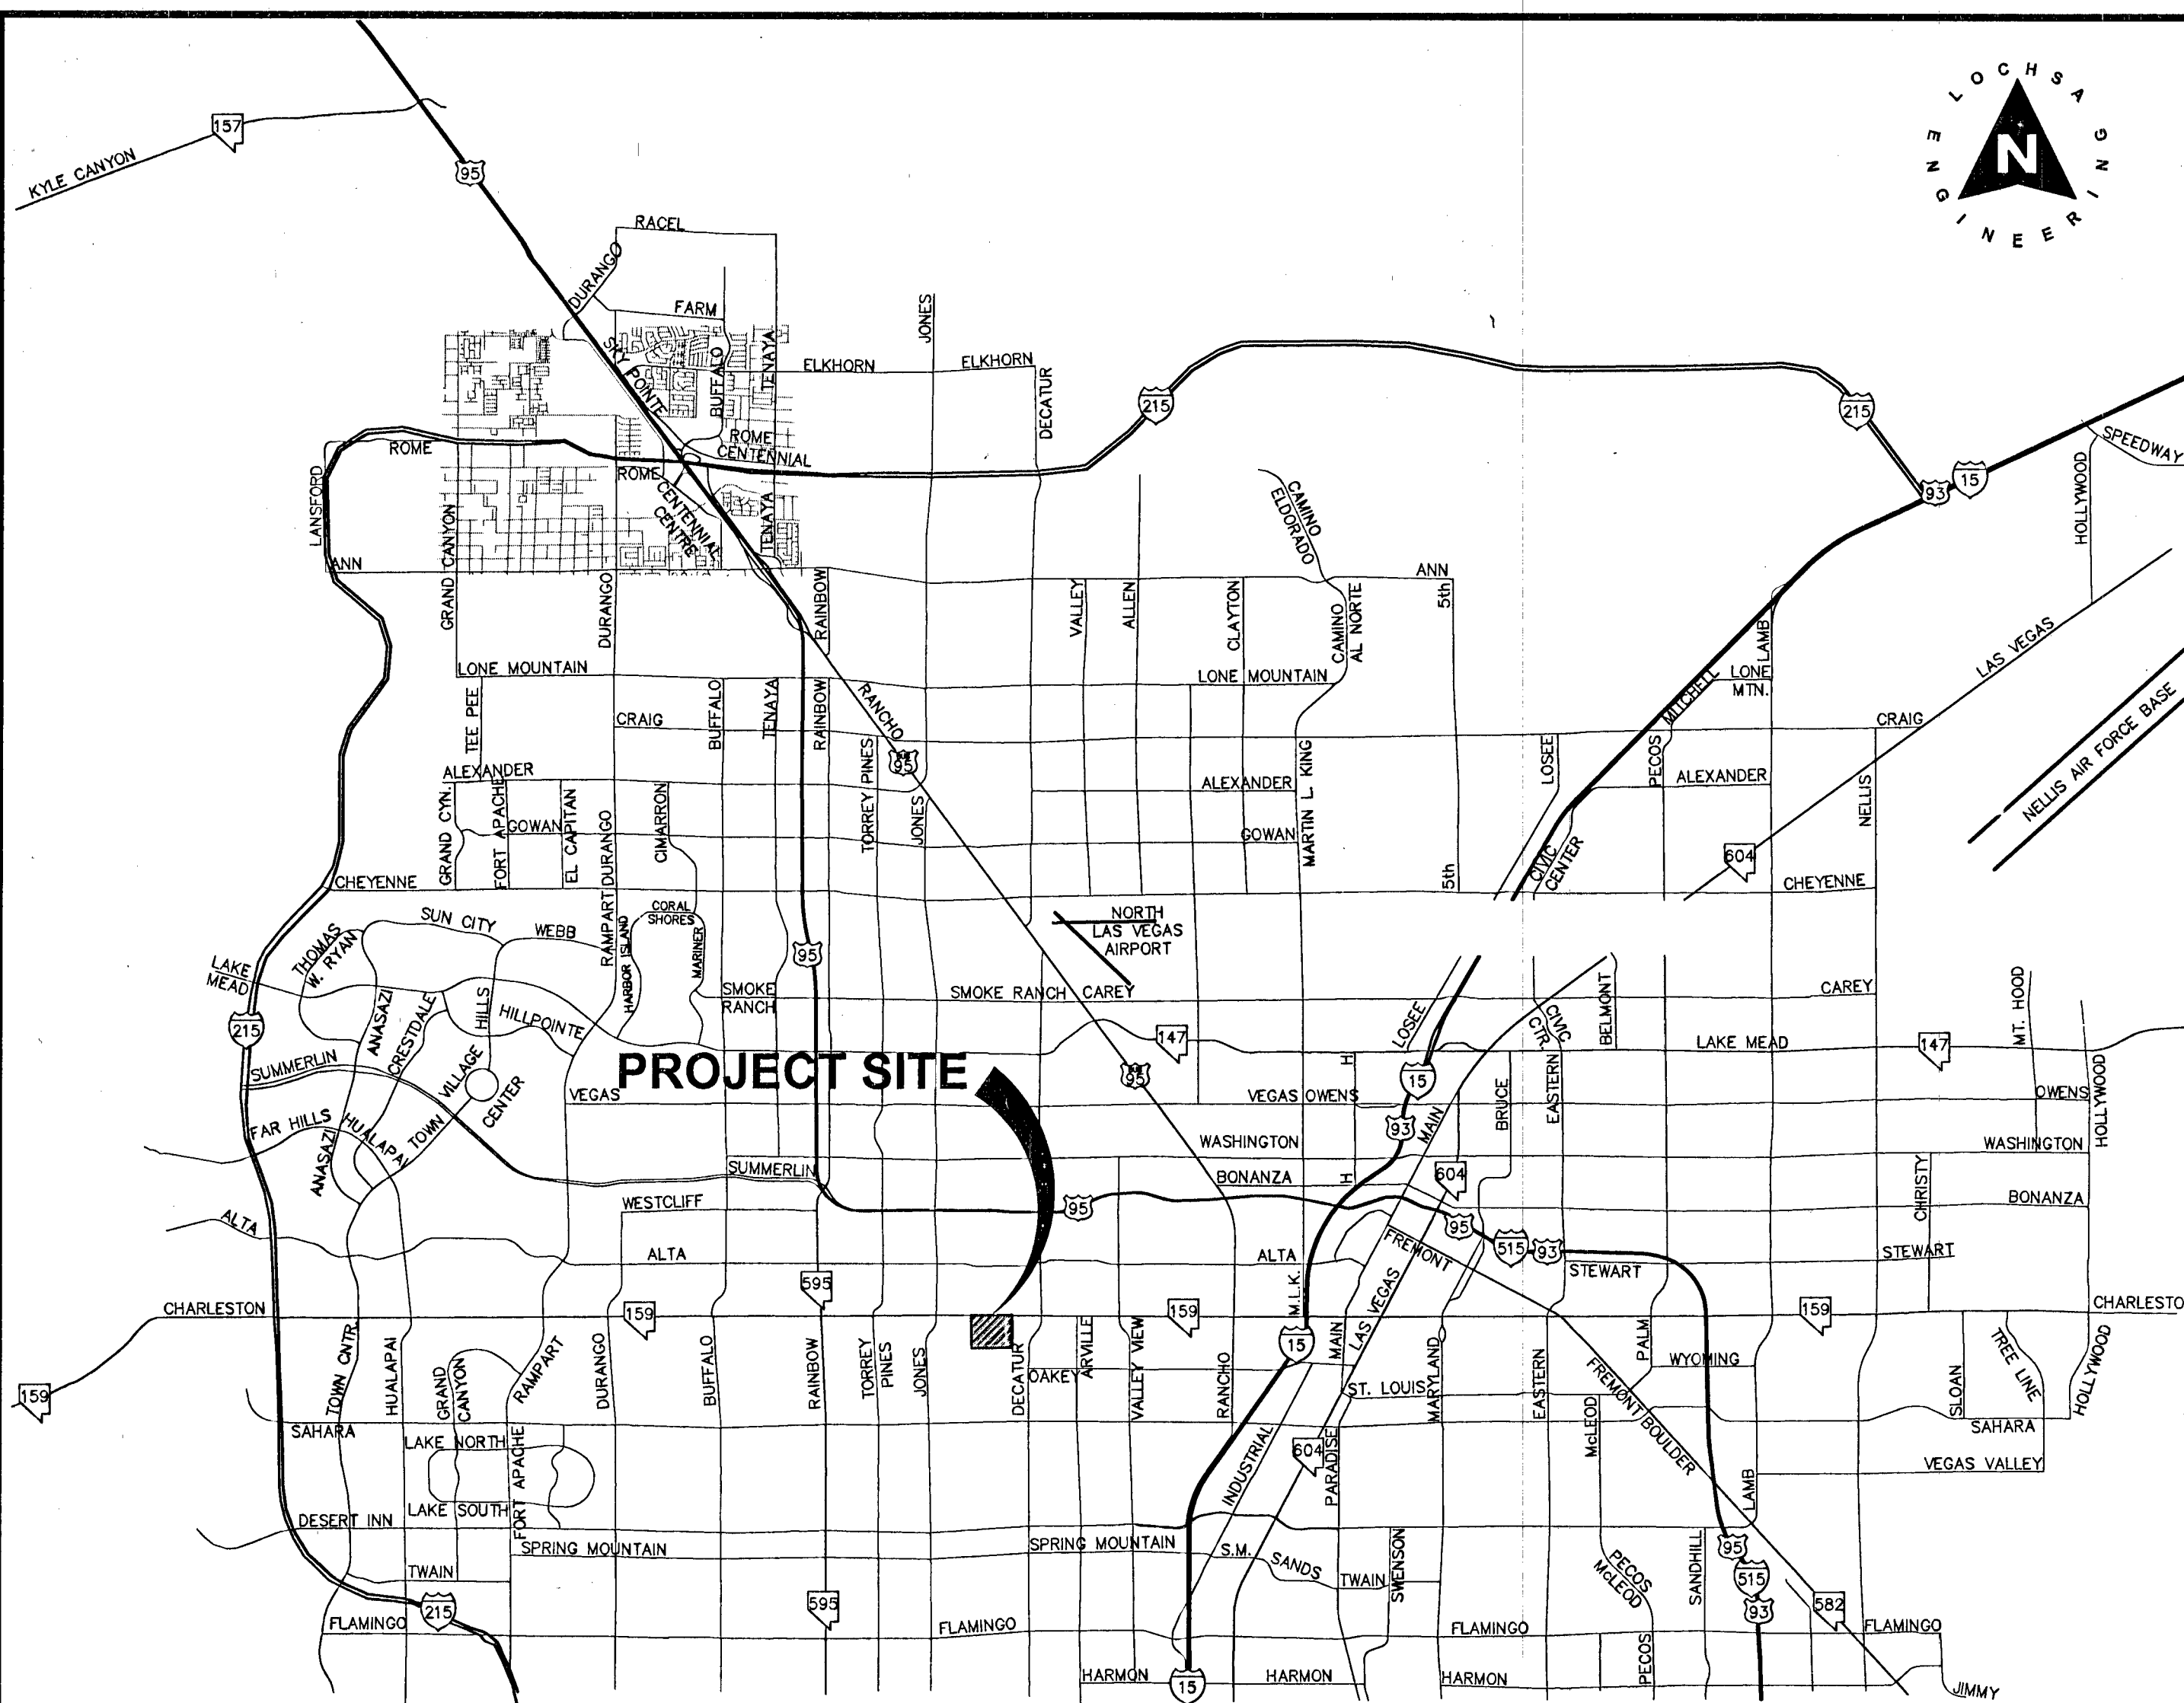 LOCHSA ENGINEERING
N
157
KYLE CANYON
95
RACEL
DURANGO
FARM
JONES
SKY POINTE
BUFFALO
TENAYA
ELKHORN
ELKHORN
DECATUR
215
215
SPEEDWAY
ROME
ROME
CENTENNIAL
ROME
LANSFORD
CENTENNIAL
CENTRE
TENAYA
GRAND CANYON
CAMINO
ELDORADO
93
15
HOLLYWOOD
ANN
ANN
DURANGO
RAINBOW
VALLEY
ALLEN
CLAYTON
CAMINO
AL NORTE
5th
LAMB
LAS VEGAS
LONE MOUNTAIN
LONE MOUNTAIN
LONE
MTN.
MITCHELL
NELLIS AIR FORCE BASE
TEE PEE
CRAIG
BUFFALO
TENAYA
RAINBOW
RANCHO
CRAIG
95
TORREY PINES
JONES
LOSEE
PECOS
ALEXANDER
ALEXANDER
ALEXANDER
GRAND CYN.
FORT APACHE
GOWAN
EL CAPITAN
CIMARRON
GOWAN
MARTIN L. KING
NELLIS
604
CIVIC
CENTER
CHEYENNE
RAMPART
DURANGO
5th
CHEYENNE
SUN CITY
WEBB
CORAL
SHORES
NORTH
LAS VEGAS
AIRPORT
THOMAS
W. RYAN
HARBOR ISLAND
MARINER
95
LAKE
MEAD
SMOKE
RANCH
SMOKE RANCH
CAREY
CAREY
BELMONT
MT. HOOD
ANASAZI
CRESTDALE
HILLS
HILLPOINTE
215
147
LOSEE
CIVIC
CTR.
LAKE MEAD
147
SUMMERLIN
VILLAGE
CENTER
PROJECT SITE
VEGAS
95
VEGAS
OWENS
H
15
BRUCE
EASTERN
OWENS
HOLLYWOOD
FAR HILLS
HUALAPAI
TOWN
ANASAZI
93
MAIN
WASHINGTON
WASHINGTON
SUMMERLIN
BONANZA
H
604
CHRISTY
BONANZA
WESTCLIFF
95
95
ALTA
ALTA
ALTA
FREMONT
515
93
STEWART
STEWART
595
M.L.K.
LAS VEGAS
CHARLESTON
159
159
159
CHARLESTO
15
MAIN
TOWN CNTR.
HUALAPAI
GRAND
CANYON
RAMPART
DURANGO
BUFFALO
RAINBOW
TORREY
PINES
JONES
DECATUR
OAKEY
ARVILLE
VALLEY VIEW
RANCHO
ST. LOUIS
MARYLAND
EASTERN
PALM
WYOMING
SLOAN
TREE LINE
HOLLYWOOD
159
McLEOD
FREMONT
BOULDER
SAHARA
SAHARA
LAKE NORTH
FORT APACHE
INDUSTRIAL
604
PARADISE
VEGAS VALLEY
LAMB
LAKE SOUTH
DESERT INN
SPRING MOUNTAIN
SPRING MOUNTAIN
S.M.
SANDS
SWENSON
SANDHILL
95
TWAIN
TWAIN
PECOS
McLEOD
515
215
595
93
582
FLAMINGO
FLAMINGO
FLAMINGO
FLAMINGO
PECOS
HARMON
15
HARMON
HARMON
JIMMY